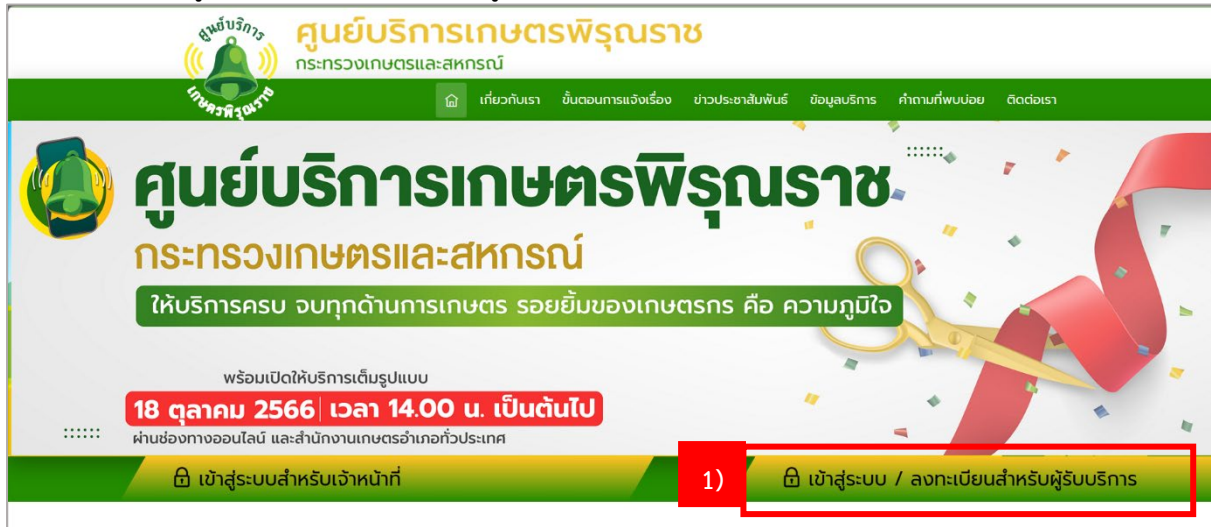 ศูนย์บริการ
เกษตรพิรุณราช
ศูนย์บริการเกษตรพิรุณราช
กระทรวงเกษตรและสหกรณ์
เกี่ยวกับเรา ขั้นตอนการแจ้งเรื่อง ข่าวประชาสัมพันธ์ ข้อมูลบริการ คำถามที่พบบ่อย ติดต่อเรา
ศูนย์บริการเกษตรพิรุณราช
กระทรวงเกษตรและสหกรณ์
ให้บริการครบ จบทุกด้านการเกษตร รอยยิ้มของเกษตรกร คือ ความภูมิใจ
พร้อมเปิดให้บริการเต็มรูปแบบ
18 ตุลาคม 2566| เวลา 14.00 น. เป็นต้นไป
ผ่านช่องทางออนไลน์ และสำนักงานเกษตรอำเภอทั่วประเทศ
เข้าสู่ระบบสำหรับเจ้าหน้าที่
1) เข้าสู่ระบบ / ลงทะเบียนสำหรับผู้รับบริการ